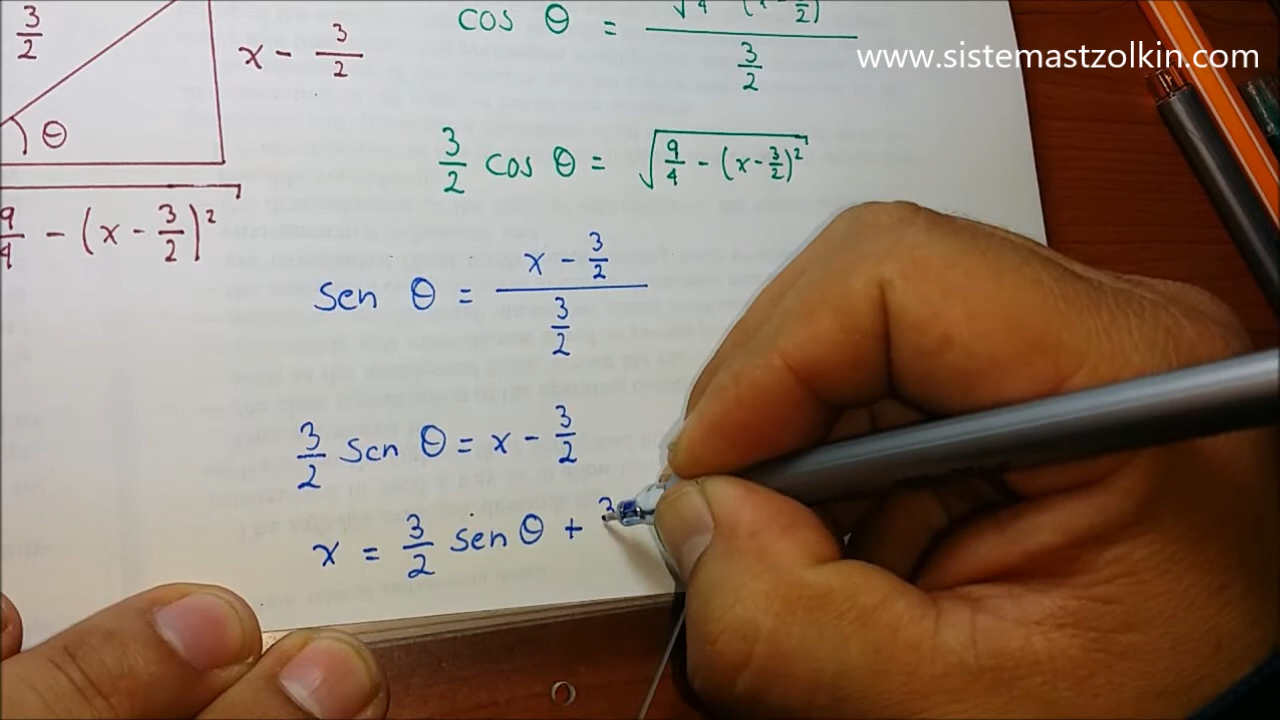 www.sistemastzolkin.com
cos θ = √ 4 (x - 3/2) / 3/2
3/2
x - 3/2
θ
3/2 cos θ = √(9/4 - (x - 3/2)²)
9/4 - (x - 3/2)²
sen θ = (x - 3/2) / (3/2)
3/2 sen θ = x - 3/2
x = 3/2 sen θ + 3